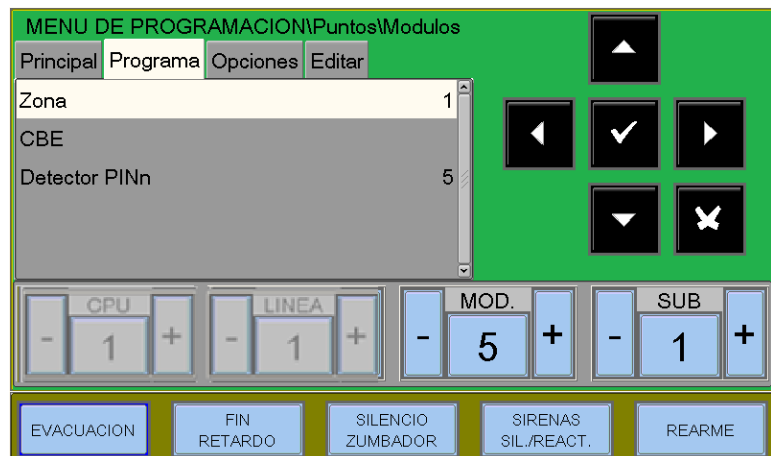 MENU DE PROGRAMACION\Puntos\Modulos
Principal Programa Opciones Editar
Zona 1
CBE
Detector PINn 5
CPU LINEA MOD. SUB
- 1 + - 1 + - 5 + - 1 +
EVACUACION
FIN
RETARDO
SILENCIO
ZUMBADOR
SIRENAS
SIL./REACT.
REARME